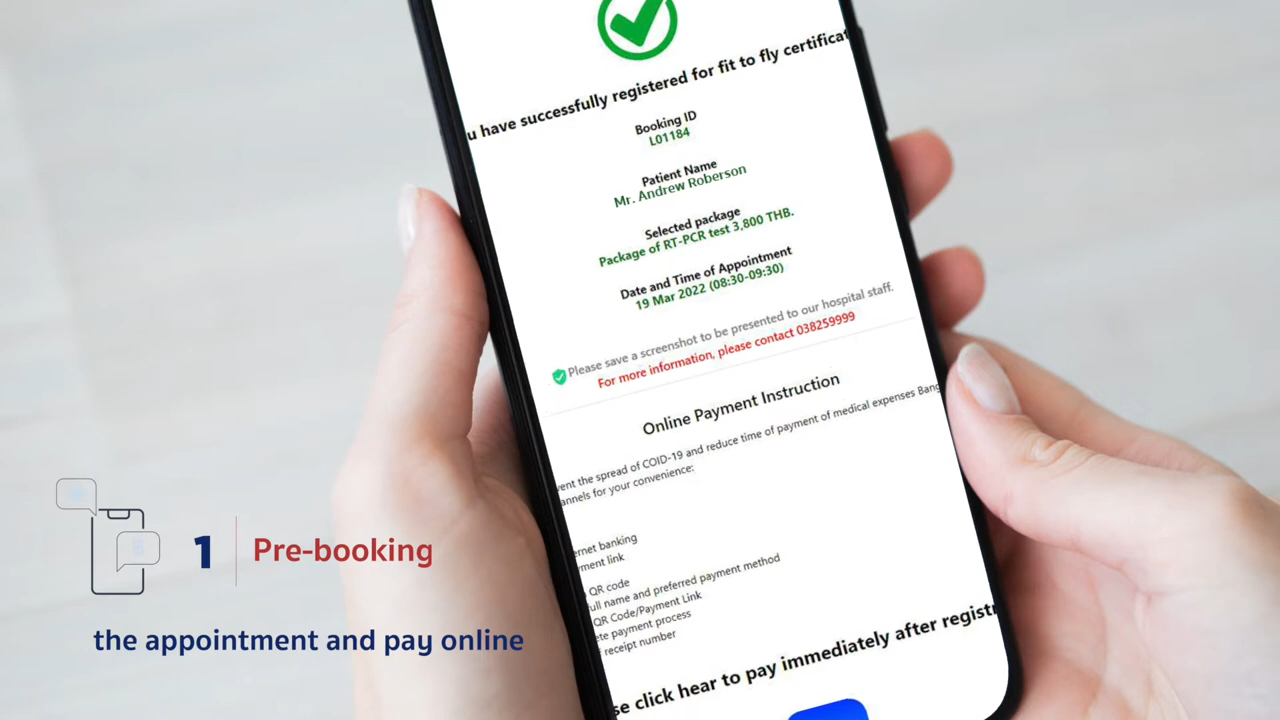 u have successfully registered for fit to fly certificat
Booking ID
L01184
Patient Name
Mr. Andrew Roberson
Selected package
Package of RT-PCR test 3,800 THB.
Date and Time of Appointment
19 Mar 2022 (08:30-09:30)
Please save a screenshot to be presented to our hospital staff.
For more information, please contact 038259999
Online Payment Instruction
vent the spread of COID-19 and reduce time of payment of medical expenses Bang
annels for your convenience:
ernet banking
yment link
QR code
ull name and preferred payment method
QR Code/Payment Link
ete payment process
receipt number
se click hear to pay immediately after registr
1
Pre-booking
the appointment and pay online